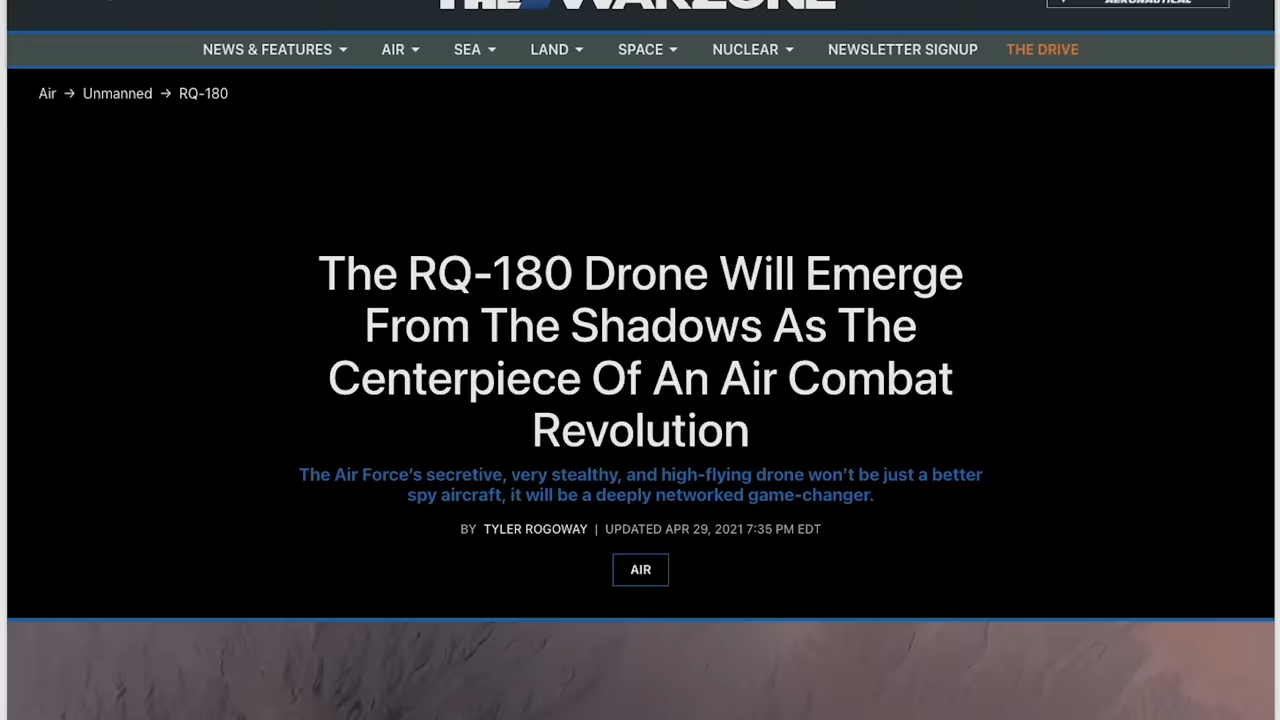 THE WARZONE
AERONAUTICAL
NEWS & FEATURES AIR SEA LAND SPACE NUCLEAR NEWSLETTER SIGNUP THE DRIVE
Air → Unmanned → RQ-180
The RQ-180 Drone Will Emerge
From The Shadows As The
Centerpiece Of An Air Combat
Revolution
The Air Force's secretive, very stealthy, and high-flying drone won't be just a better
spy aircraft, it will be a deeply networked game-changer.
BY TYLER ROGOWAY | UPDATED APR 29, 2021 7:35 PM EDT
AIR